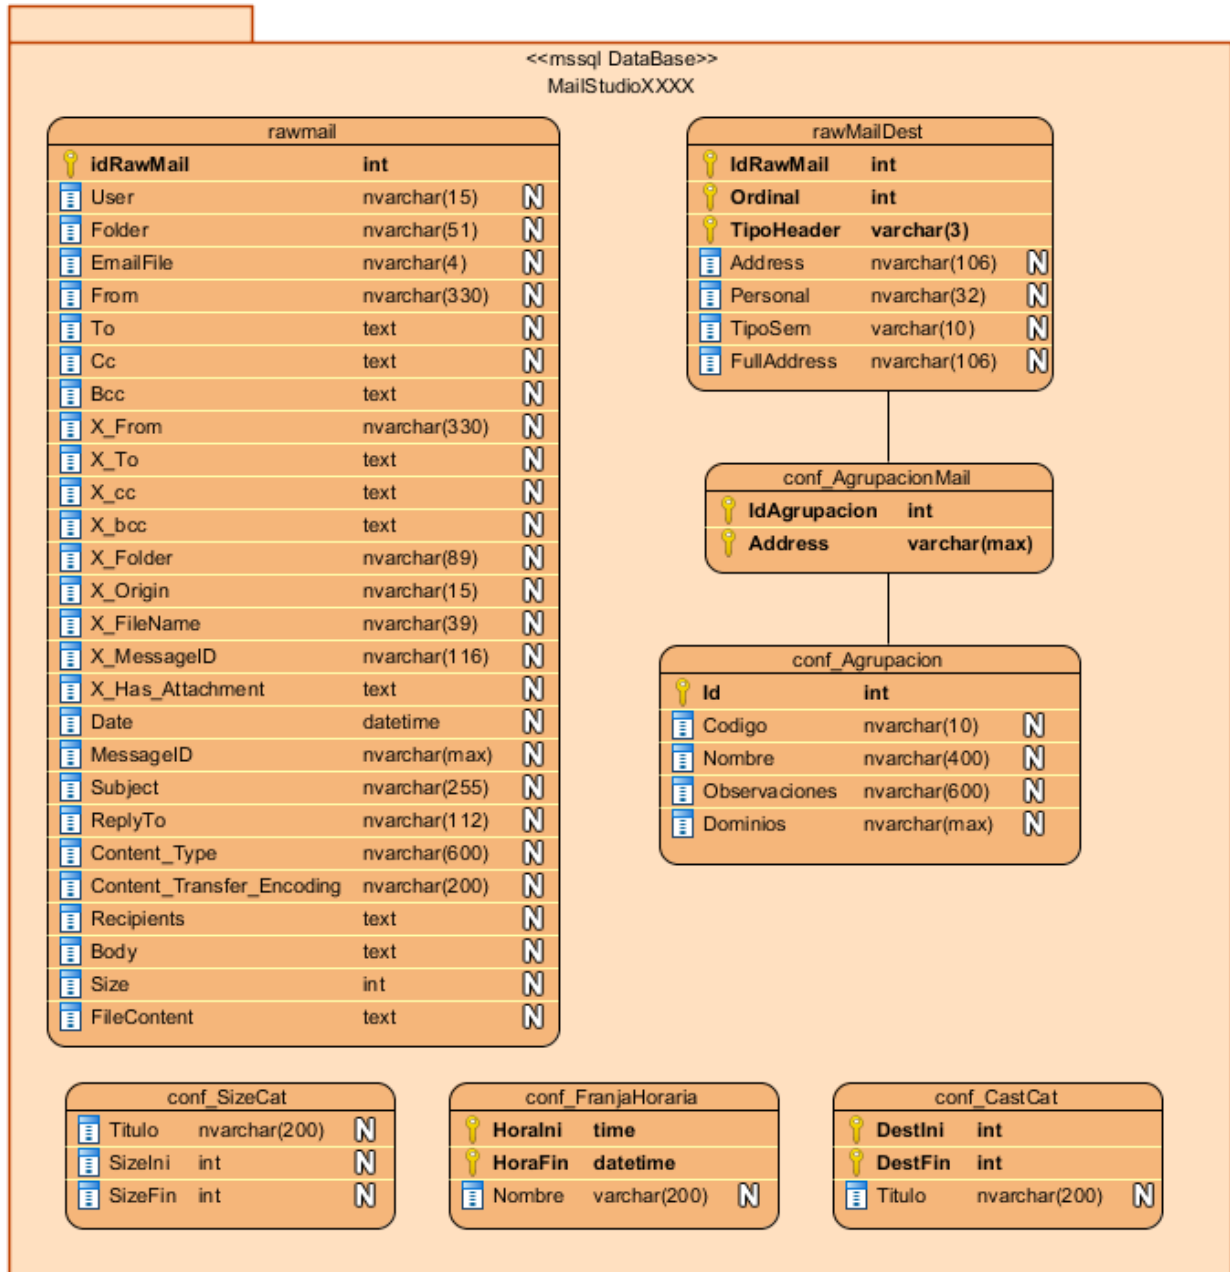 <<mssql DataBase>>
MailStudioXXXX
rawmail
idRawMail int
User nvarchar(15) N
Folder nvarchar(51) N
EmailFile nvarchar(4) N
From nvarchar(330) N
To text N
Cc text N
Bcc text N
X_From nvarchar(330) N
X_To text N
X_cc text N
X_bcc text N
X_Folder nvarchar(89) N
X_Origin nvarchar(15) N
X_FileName nvarchar(39) N
X_MessageID nvarchar(116) N
X_Has_Attachment text N
Date datetime N
MessageID nvarchar(max) N
Subject nvarchar(255) N
ReplyTo nvarchar(112) N
Content_Type nvarchar(600) N
Content_Transfer_Encoding nvarchar(200) N
Recipients text N
Body text N
Size int N
FileContent text N
rawMailDest
IdRawMail int
Ordinal int
TipoHeader varchar(3)
Address nvarchar(106) N
Personal nvarchar(32) N
TipoSem varchar(10) N
FullAddress nvarchar(106) N
conf_AgrupacionMail
IdAgrupacion int
Address varchar(max)
conf_Agrupacion
Id int
Codigo nvarchar(10) N
Nombre nvarchar(400) N
Observaciones nvarchar(600) N
Dominios nvarchar(max) N
conf_SizeCat
Titulo nvarchar(200) N
SizeIni int N
SizeFin int N
conf_FranjaHoraria
HoraIni time
HoraFin datetime
Nombre varchar(200) N
conf_CastCat
DestIni int
DestFin int
Titulo nvarchar(200) N